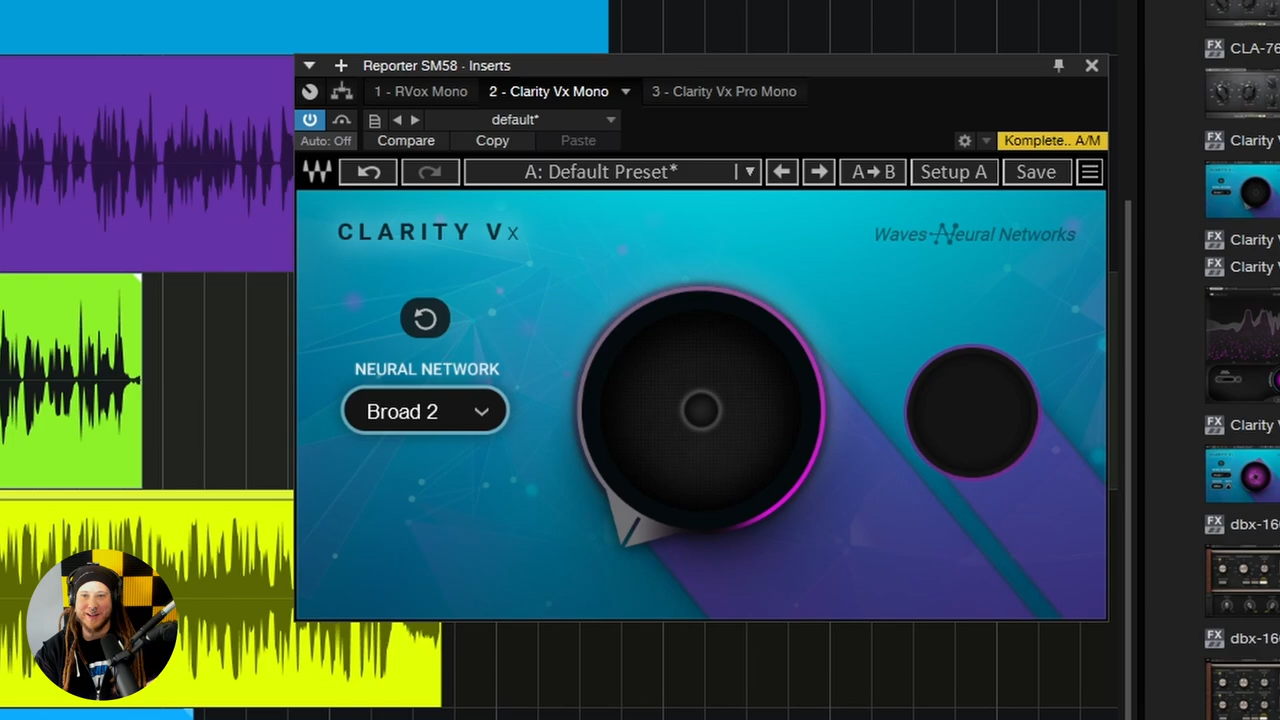 Reporter SM58 - Inserts
1 - RVox Mono
2 - Clarity Vx Mono
3 - Clarity Vx Pro Mono
default*
Auto: Off
Compare
Copy
Paste
Komplete.. A/M
A: Default Preset*
A➔B
Setup A
Save
CLARITY Vx
Waves Neural Networks
NEURAL NETWORK
Broad 2
FX CLA-76
FX Clarity
FX Clarity
FX Clarity
FX Clarity
FX dbx-160
FX dbx-160